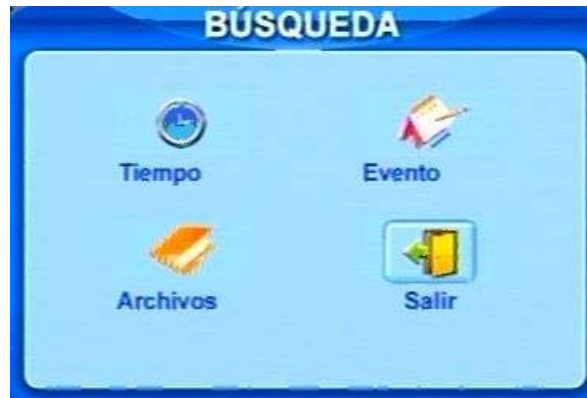 BÚSQUEDA
Tiempo
Evento
Archivos
Salir